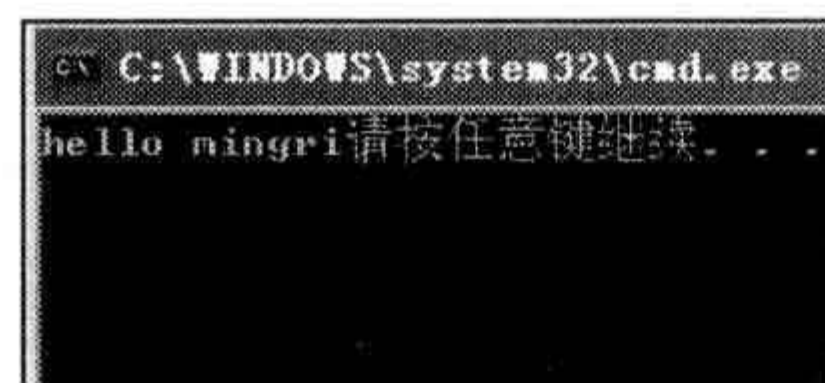 C:\WINDOWS\system32\cmd.exe
hello mingri请按任意键继续. . .